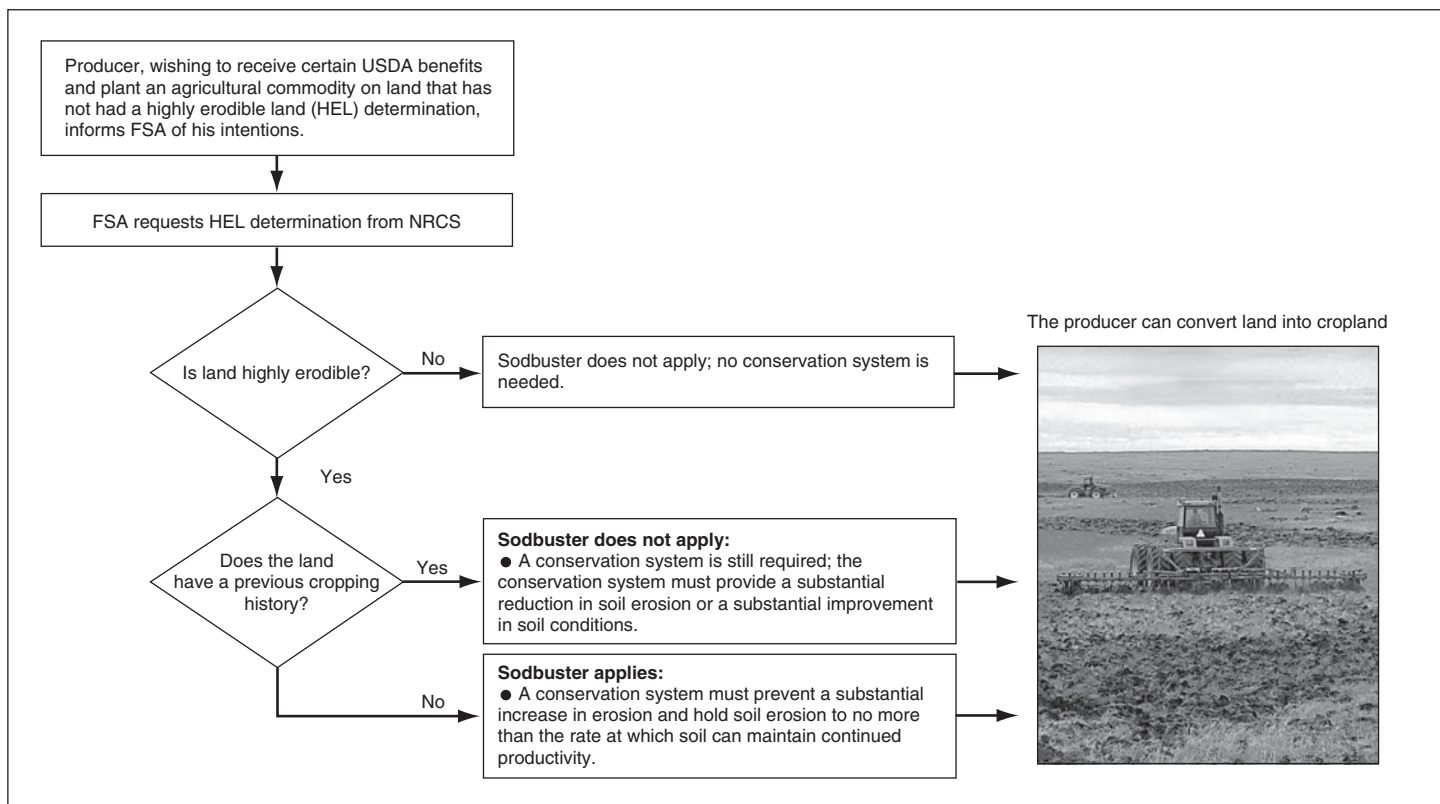 Producer, wishing to receive certain USDA benefits
and plant an agricultural commodity on land that has
not had a highly erodible land (HEL) determination,
informs FSA of his intentions.
FSA requests HEL determination from NRCS
Is land highly erodible?
No
Sodbuster does not apply; no conservation system is
needed.
The producer can convert land into cropland
Yes
Does the land
have a previous cropping
history?
Yes
Sodbuster does not apply:
● A conservation system is still required; the
conservation system must provide a substantial
reduction in soil erosion or a substantial improvement
in soil conditions.
No
Sodbuster applies:
● A conservation system must prevent a substantial
increase in erosion and hold soil erosion to no more
than the rate at which soil can maintain continued
productivity.